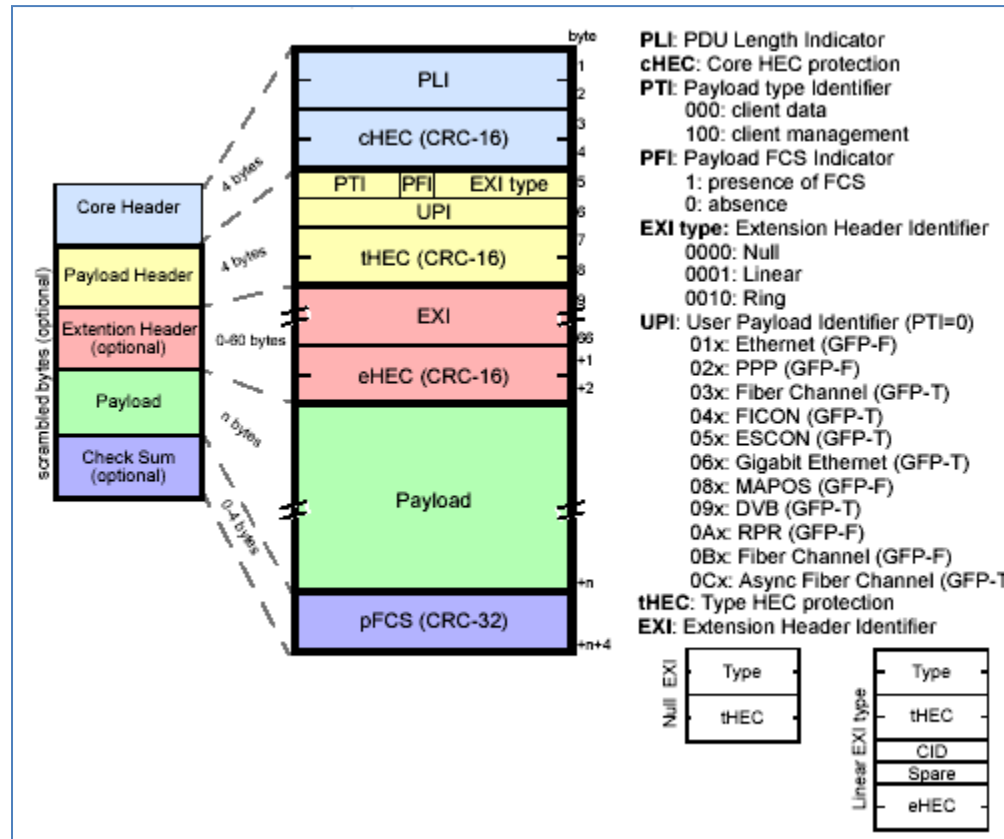 byte
PLI
1
2
cHEC (CRC-16)
3
4
PTI PFI EXI type
5
UPI
6
tHEC (CRC-16)
7
8
EXI
9
66
eHEC (CRC-16)
+1
+2
Payload
+n
pFCS (CRC-32)
+n+4
4 bytes
4 bytes
0-60 bytes
n bytes
0-4 bytes
scrambled bytes (optional)
Core Header
Payload Header
Extention Header
(optional)
Payload
Check Sum
(optional)
PLI: PDU Length Indicator
cHEC: Core HEC protection
PTI: Payload type Identifier
000: client data
100: client management
PFI: Payload FCS Indicator
1: presence of FCS
0: absence
EXI type: Extension Header Identifier
0000: Null
0001: Linear
0010: Ring
UPI: User Payload Identifier (PTI=0)
01x: Ethernet (GFP-F)
02x: PPP (GFP-F)
03x: Fiber Channel (GFP-T)
04x: FICON (GFP-T)
05x: ESCON (GFP-T)
06x: Gigabit Ethernet (GFP-T)
08x: MAPOS (GFP-F)
09x: DVB (GFP-T)
0Ax: RPR (GFP-F)
0Bx: Fiber Channel (GFP-F)
0Cx: Async Fiber Channel (GFP-T
tHEC: Type HEC protection
EXI: Extension Header Identifier
Null EXI
Type
tHEC
Linear EXI type
Type
tHEC
CID
Spare
eHEC